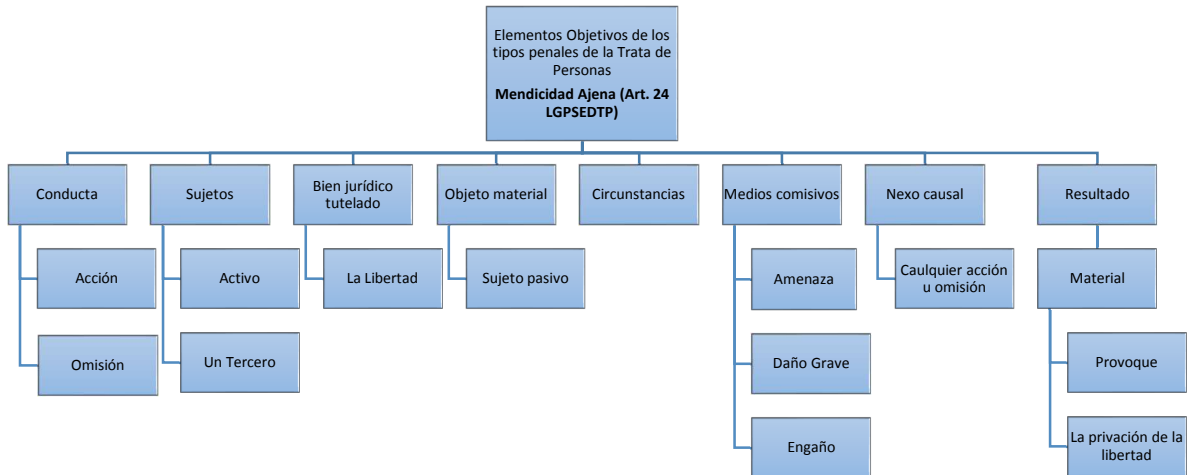 Elementos Objetivos de los
tipos penales de la Trata de
Personas
Mendicidad Ajena (Art. 24
LGPSEDTP)
Conducta
Sujetos
Bien jurídico
tutelado
Objeto material
Circunstancias
Medios comisivos
Nexo causal
Resultado
Acción
Activo
La Libertad
Sujeto pasivo
Amenaza
Caulquier acción
u omisión
Material
Omisión
Un Tercero
Daño Grave
Provoque
Engaño
La privación de la
libertad